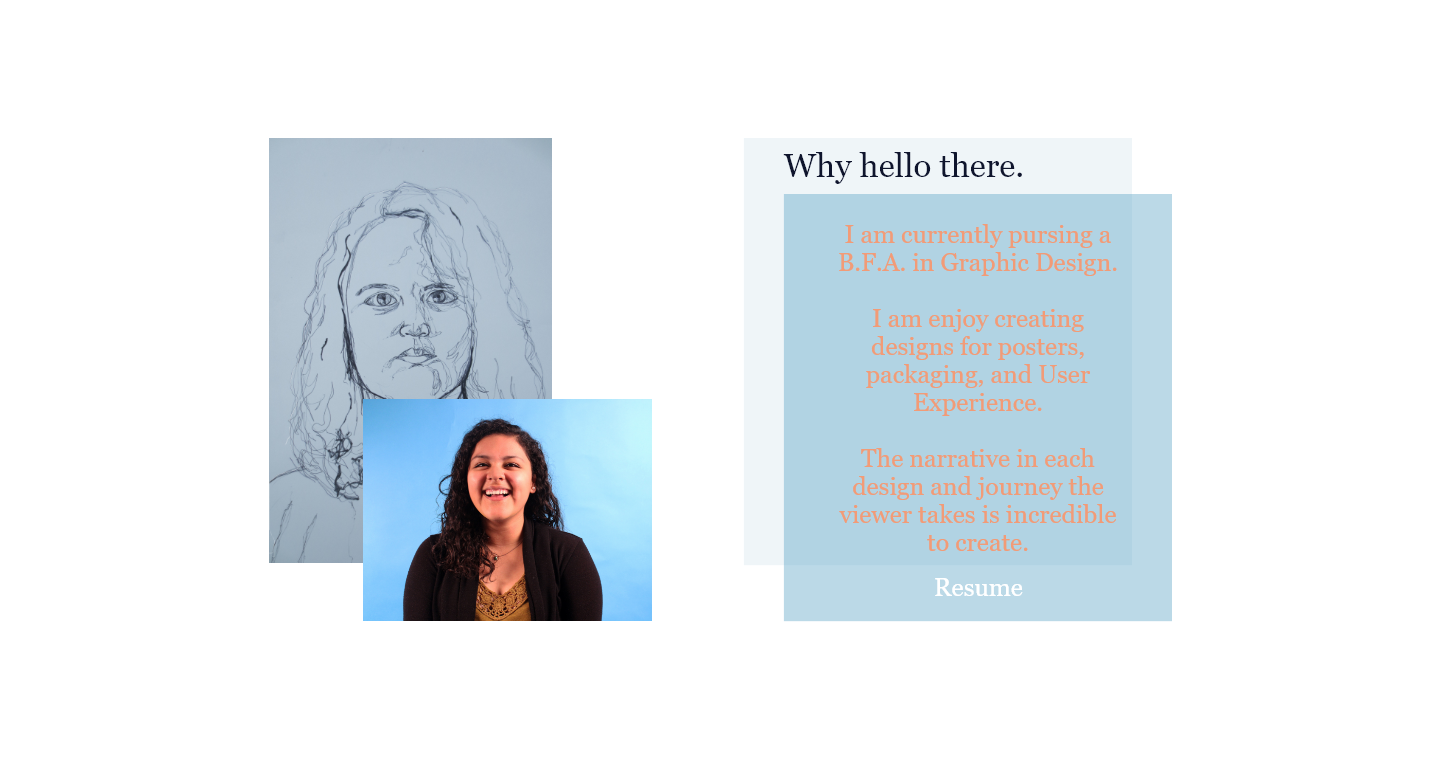 Why hello there.
I am currently pursing a
B.F.A. in Graphic Design.
I am enjoy creating
designs for posters,
packaging, and User
Experience.
The narrative in each
design and journey the
viewer takes is incredible
to create.
Resume